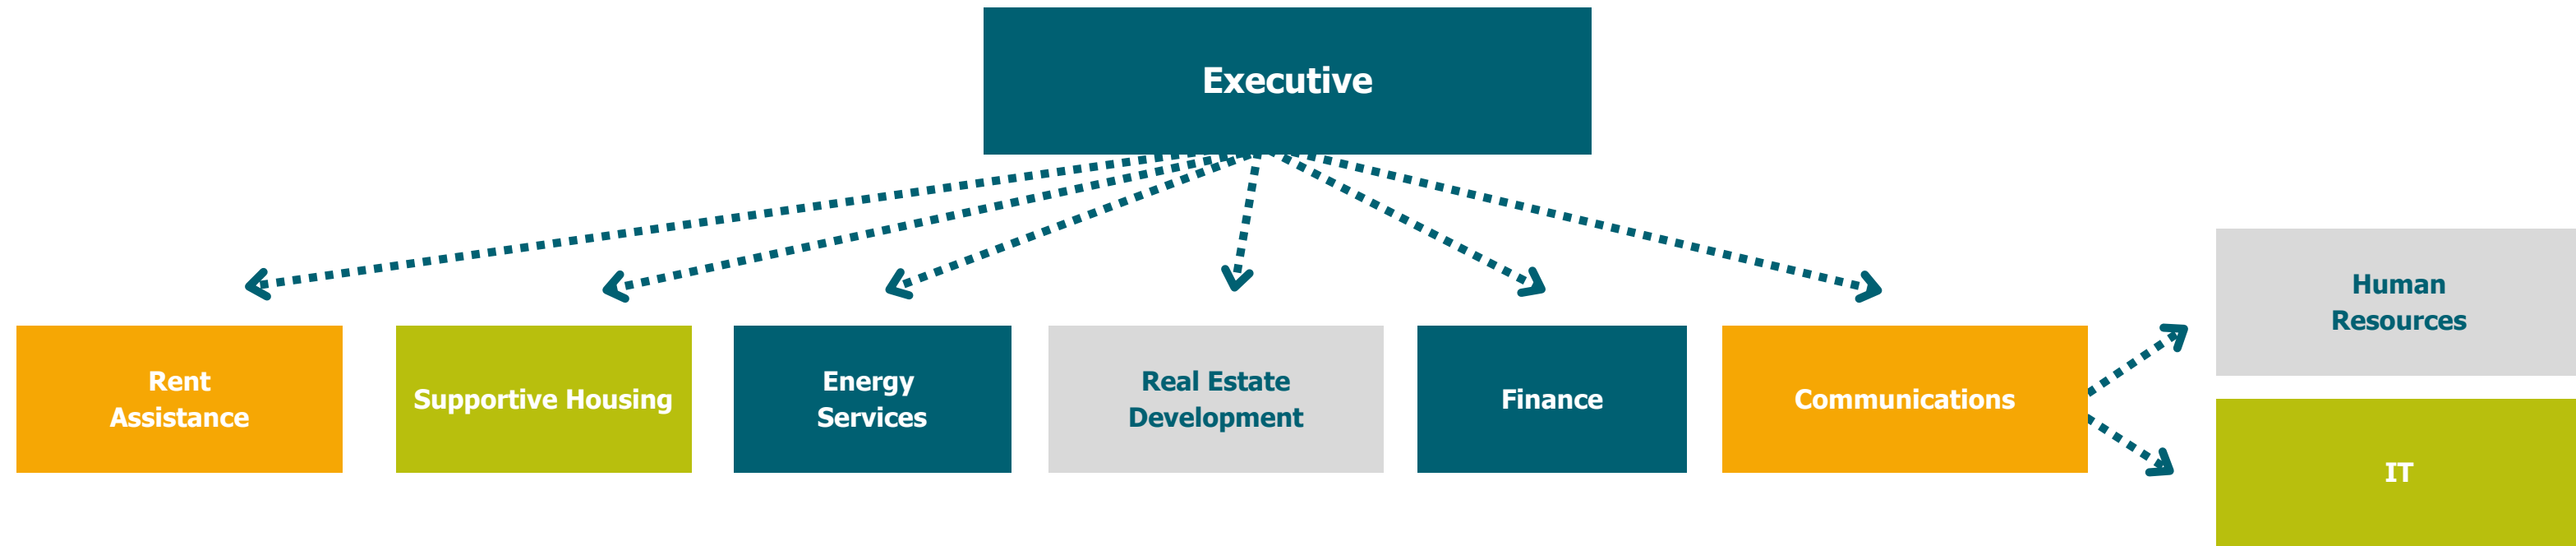 Executive
Rent
Assistance
Supportive Housing
Energy
Services
Real Estate
Development
Finance
Communications
Human
Resources
IT